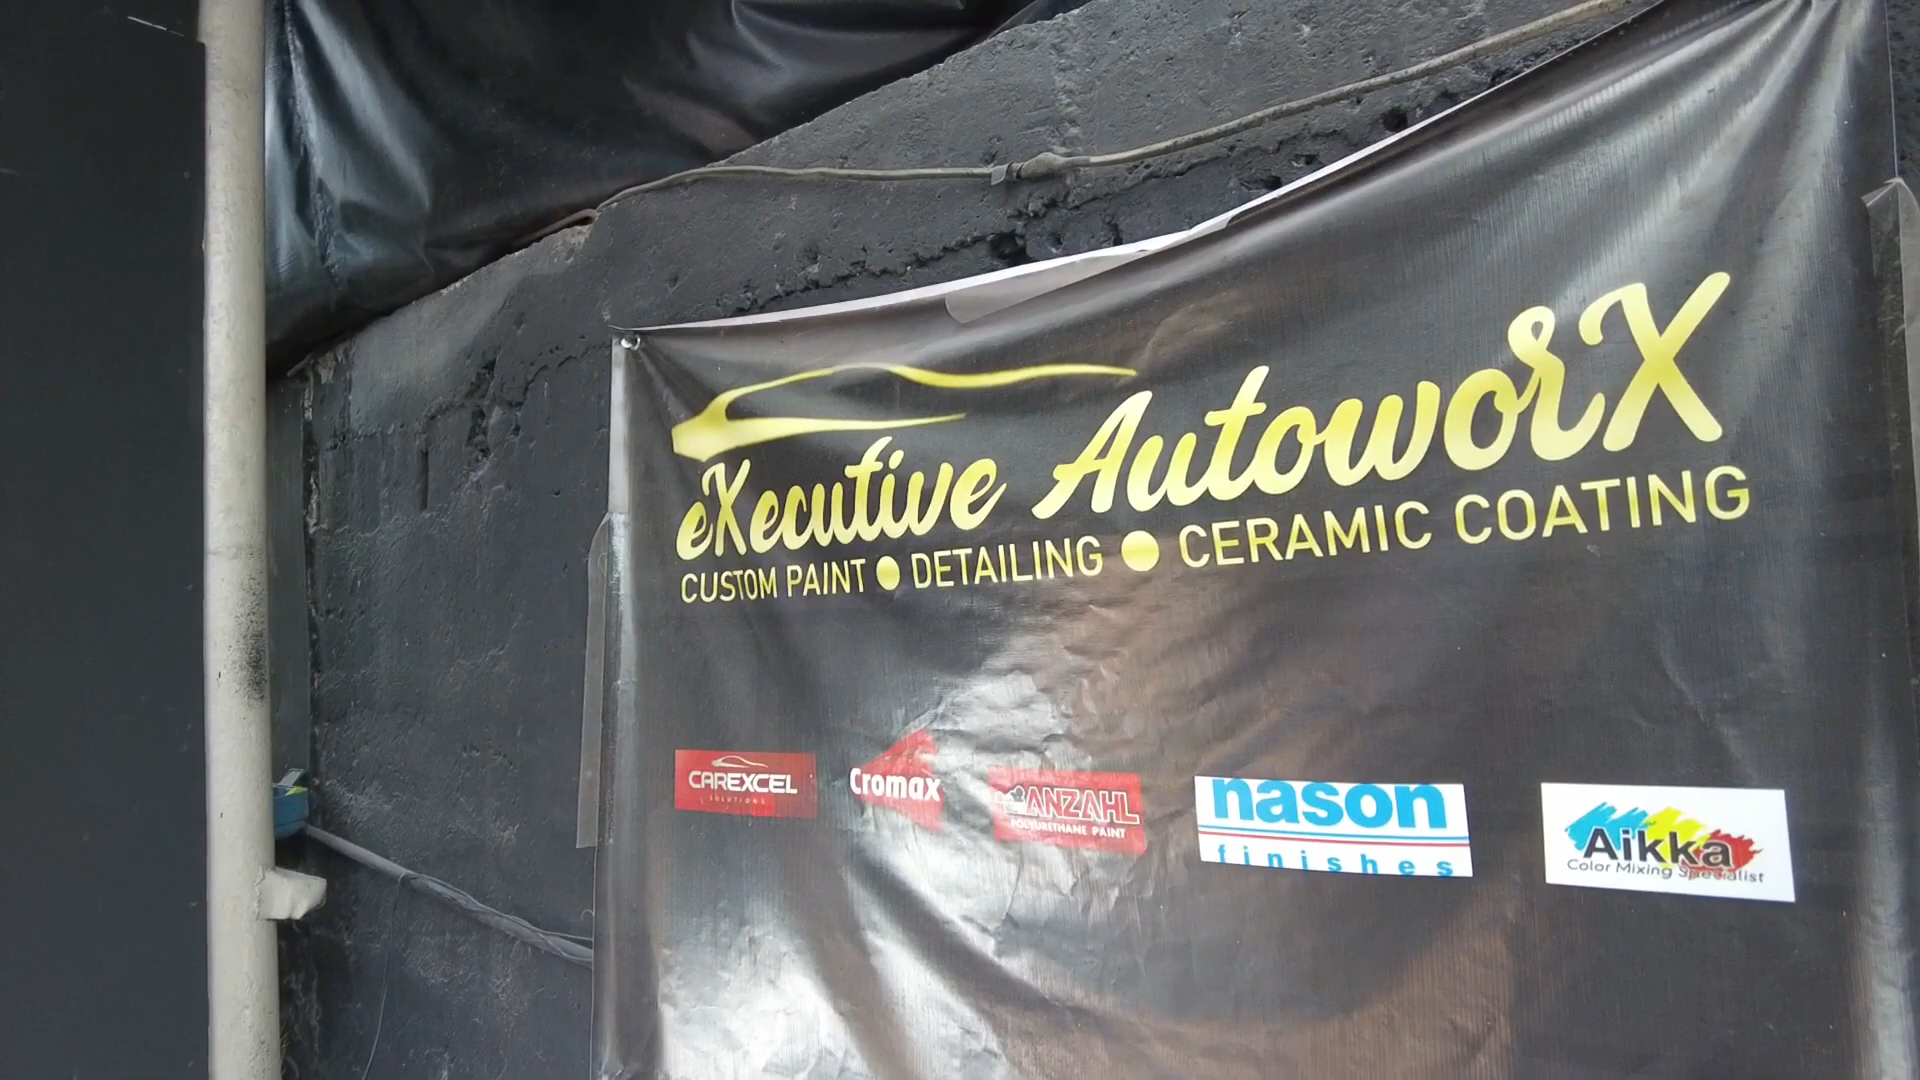 eXecutive AutoworX
CUSTOM PAINT ● DETAILING ● CERAMIC COATING
CAREXCEL
SOLUTIONS
Cromax
ANZAHL
POLYURETHANE PAINT
nason
finishes
Aikka
Color Mixing Specialist